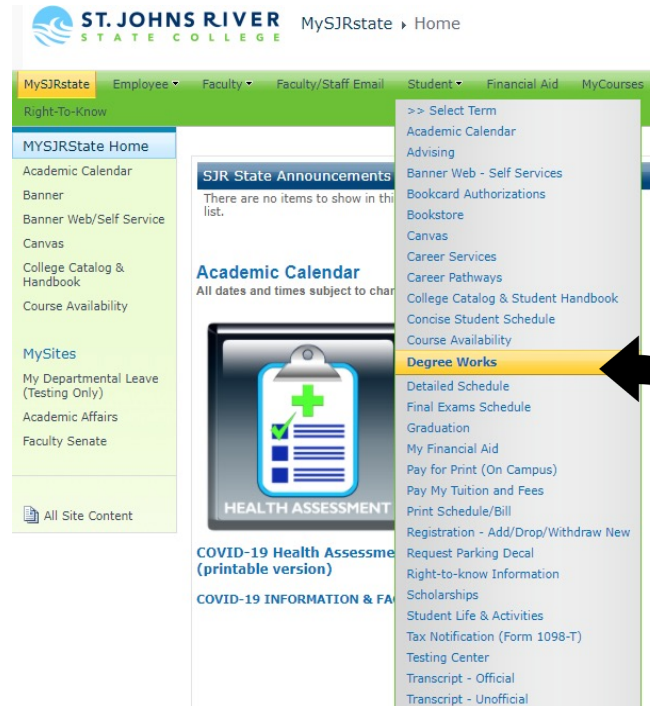 ST. JOHNS RIVER
STATE COLLEGE
MySJRstate ▸ Home
MySJRstate Employee Faculty Faculty/Staff Email Student Financial Aid MyCourses
Right-To-Know
MYSJRState Home
Academic Calendar
Banner
Banner Web/Self Service
Canvas
College Catalog &
Handbook
Course Availability
MySites
My Departmental Leave
(Testing Only)
Academic Affairs
Faculty Senate
All Site Content
SJR State Announcements
There are no items to show in thi
list.
Academic Calendar
All dates and times subject to char
HEALTH ASSESSMENT
COVID-19 Health Assessme
(printable version)
COVID-19 INFORMATION & FA
>> Select Term
Academic Calendar
Advising
Banner Web - Self Services
Bookcard Authorizations
Bookstore
Canvas
Career Services
Career Pathways
College Catalog & Student Handbook
Concise Student Schedule
Course Availability
Degree Works
Detailed Schedule
Final Exams Schedule
Graduation
My Financial Aid
Pay for Print (On Campus)
Pay My Tuition and Fees
Print Schedule/Bill
Registration - Add/Drop/Withdraw New
Request Parking Decal
Right-to-know Information
Scholarships
Student Life & Activities
Tax Notification (Form 1098-T)
Testing Center
Transcript - Official
Transcript - Unofficial